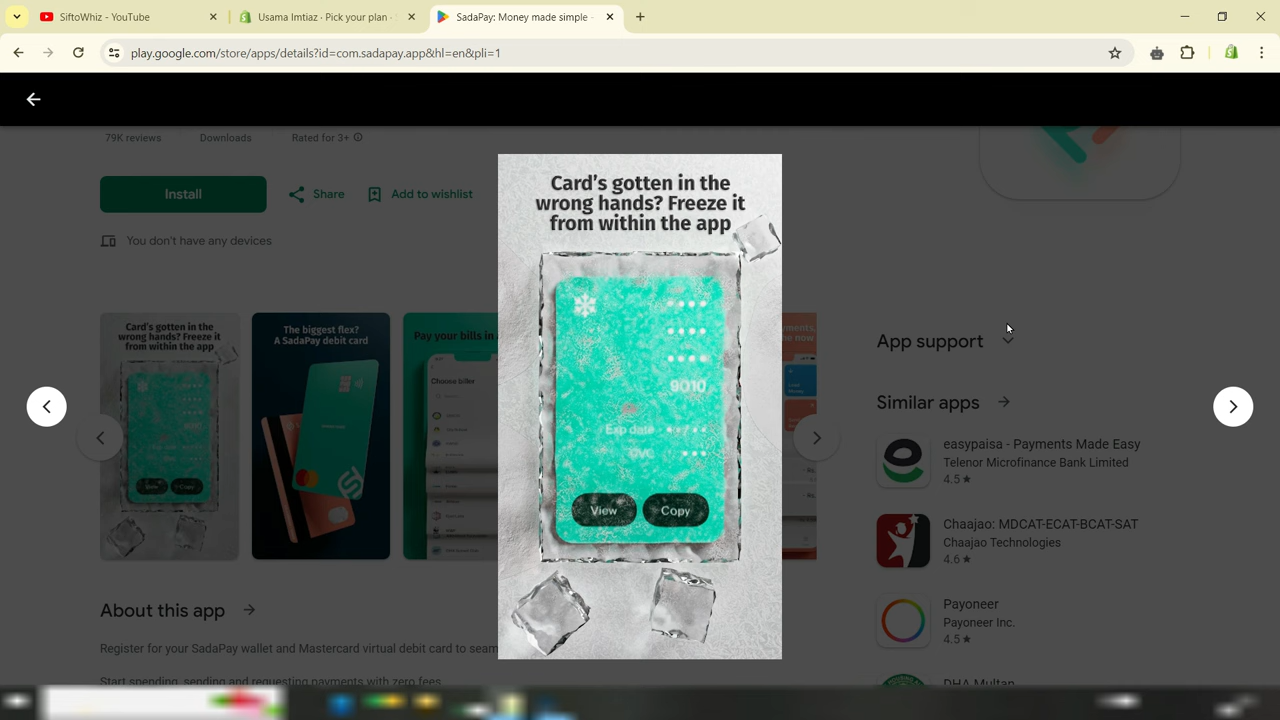 SiftoWhiz - YouTube
Usama Imtiaz · Pick your plan ·
SadaPay: Money made simple -
play.google.com/store/apps/details?id=com.sadapay.app&hl=en&pli=1
79K reviews
Downloads
Rated for 3+
Install
Share
Add to wishlist
You don't have any devices
Card's gotten in the
wrong hands? Freeze it
from within the app
9010
Exp date
CVC
View
Copy
Card's gotten in the
wrong hands? Freeze it
from within the app
9010
View
Copy
The biggest flex?
A SadaPay debit card
Pay your bills in
Choose biller
App support
Similar apps
easypaisa - Payments Made Easy
Telenor Microfinance Bank Limited
4.5★
Chaajao: MDCAT-ECAT-BCAT-SAT
Chaajao Technologies
4.6★
Payoneer
Payoneer Inc.
4.5★
DHA Multan
About this app
Register for your SadaPay wallet and Mastercard virtual debit card to seam
Start spending, sending and requesting payments with zero fees